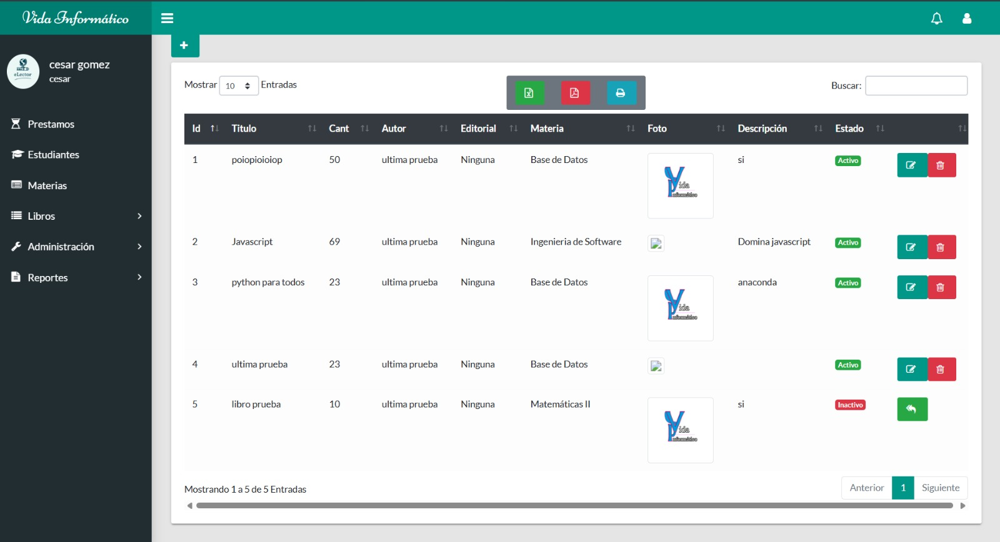 Vida Informático
eLector
cesar gomez
cesar
Prestamos
Estudiantes
Materias
Libros
Administración
Reportes
Mostrar 10 Entradas
Buscar:
Id Titulo Cant Autor Editorial Materia Foto Descripción Estado
1 poiopioioiop 50 ultima prueba Ninguna Base de Datos Vida Informático si Activo
2 Javascript 69 ultima prueba Ninguna Ingenieria de Software Domina javascript Activo
3 python para todos 23 ultima prueba Ninguna Base de Datos Vida Informático anaconda Activo
4 ultima prueba 23 ultima prueba Ninguna Base de Datos Activo
5 libro prueba 10 ultima prueba Ninguna Matemáticas II Vida Informático si Inactivo
Mostrando 1 a 5 de 5 Entradas
Anterior 1 Siguiente